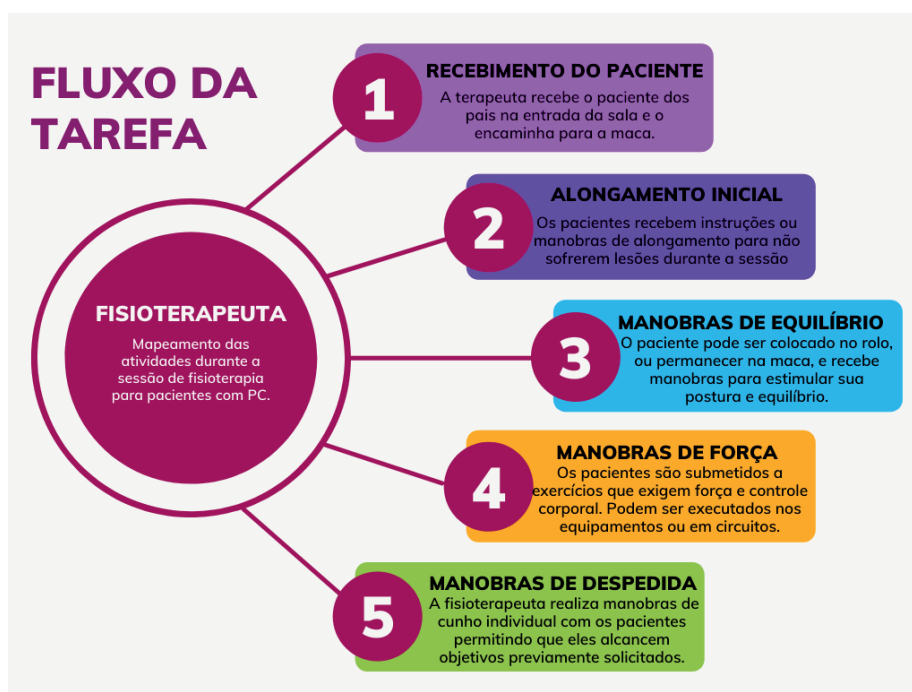 FLUXO DA
TAREFA
FISIOTERAPEUTA
Mapeamento das
atividades durante a
sessão de fisioterapia
para pacientes com PC.
1
RECEBIMENTO DO PACIENTE
A terapeuta recebe o paciente dos
pais na entrada da sala e o
encaminha para a maca.
2
ALONGAMENTO INICIAL
Os pacientes recebem instruções ou
manobras de alongamento para não
sofrerem lesões durante a sessão
3
MANOBRAS DE EQUILÍBRIO
O paciente pode ser colocado no rolo,
ou permanecer na maca, e recebe
manobras para estimular sua
postura e equilíbrio.
4
MANOBRAS DE FORÇA
Os pacientes são submetidos a
exercícios que exigem força e controle
corporal. Podem ser executados nos
equipamentos ou em circuitos.
5
MANOBRAS DE DESPEDIDA
A fisioterapeuta realiza manobras de
cunho individual com os pacientes
permitindo que eles alcancem
objetivos previamente solicitados.